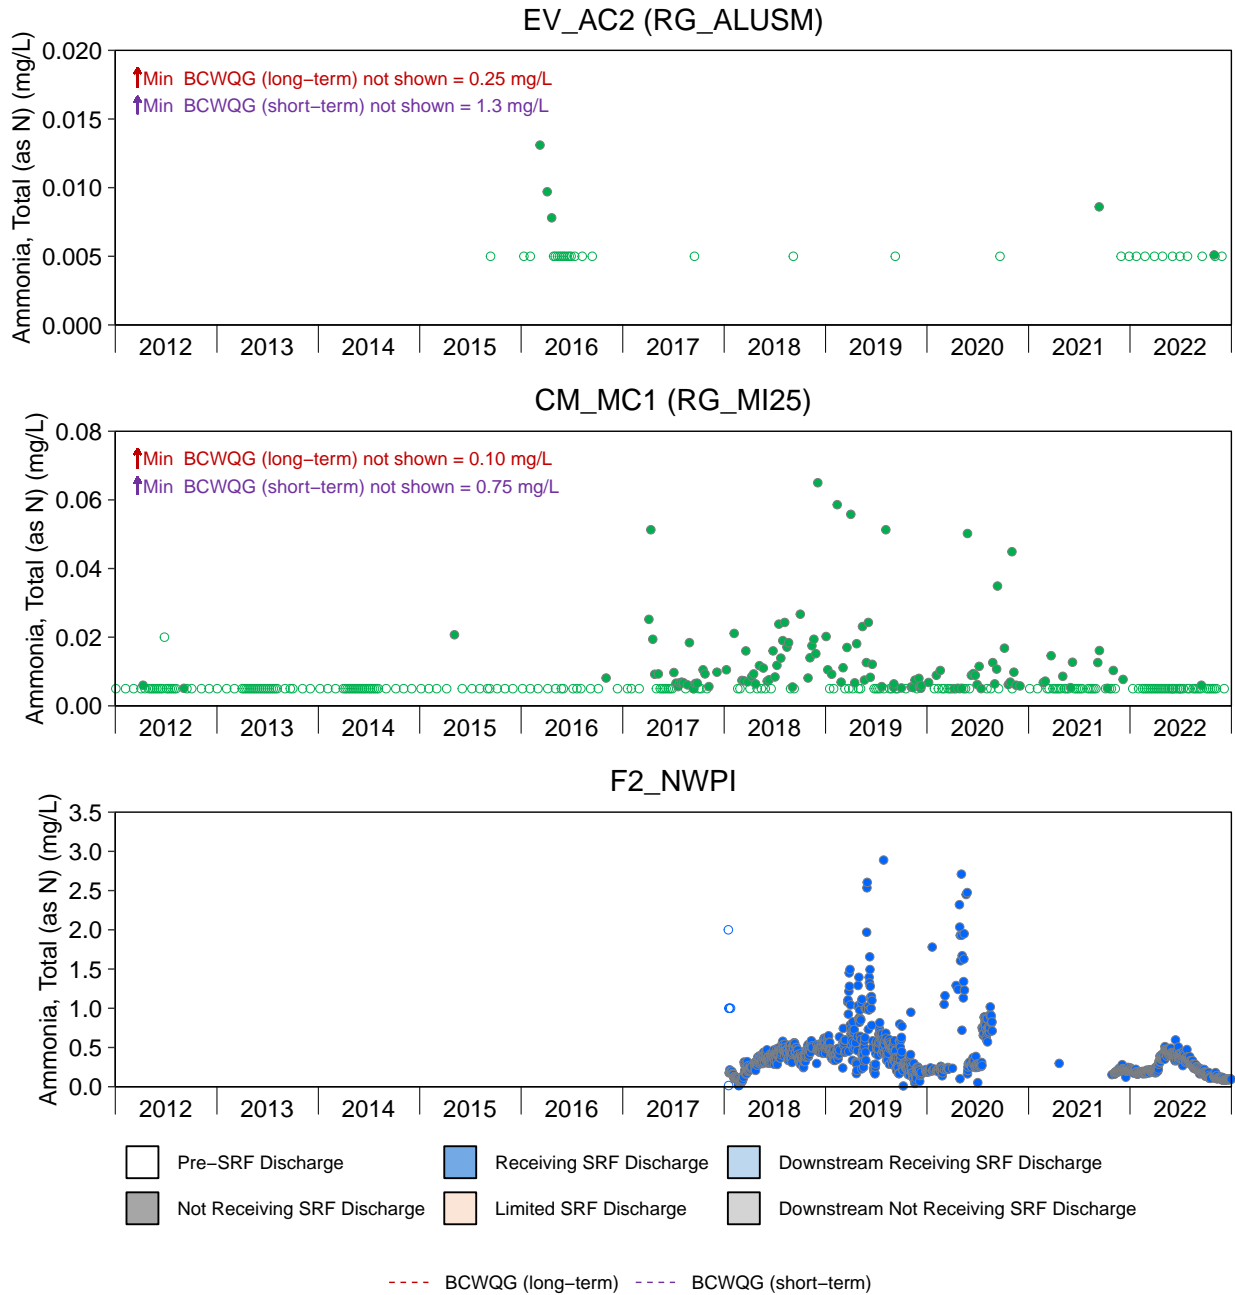 EV_AC2 (RG_ALUSM)
Ammonia, Total (as N) (mg/L)
0.020
0.015
0.010
0.005
0.000
Min BCWQG (long−term) not shown = 0.25 mg/L
Min BCWQG (short−term) not shown = 1.3 mg/L
2012 2013 2014 2015 2016 2017 2018 2019 2020 2021 2022
CM_MC1 (RG_MI25)
Ammonia, Total (as N) (mg/L)
0.08
0.06
0.04
0.02
0.00
Min BCWQG (long−term) not shown = 0.10 mg/L
Min BCWQG (short−term) not shown = 0.75 mg/L
2012 2013 2014 2015 2016 2017 2018 2019 2020 2021 2022
F2_NWPI
Ammonia, Total (as N) (mg/L)
3.5
3.0
2.5
2.0
1.5
1.0
0.5
0.0
2012 2013 2014 2015 2016 2017 2018 2019 2020 2021 2022
Pre−SRF Discharge Receiving SRF Discharge Downstream Receiving SRF Discharge
Not Receiving SRF Discharge Limited SRF Discharge Downstream Not Receiving SRF Discharge
BCWQG (long−term) BCWQG (short−term)